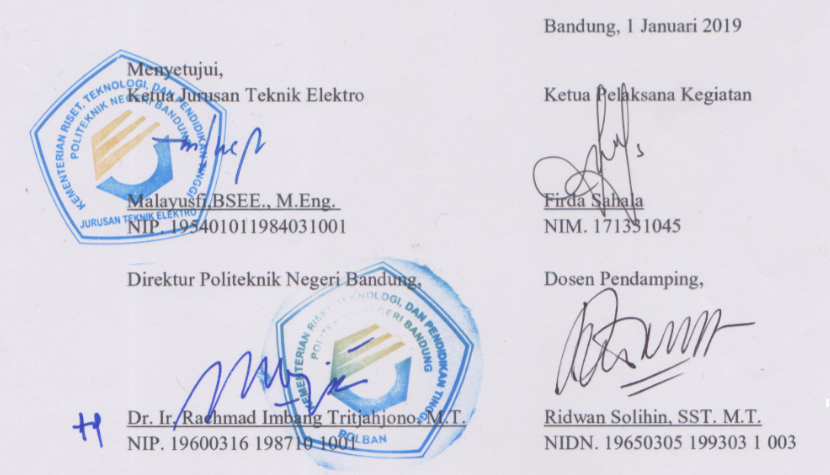 Bandung, 1 Januari 2019
Menyetujui,
Ketua Jurusan Teknik Elektro
Malayusfi,BSEE., M.Eng.
NIP. 195401011984031001
KEMENTERIAN RISET, TEKNOLOGI, DAN PENDIDIKAN TINGGI
POLITEKNIK NEGERI BANDUNG
JURUSAN TEKNIK ELEKTRO
Ketua Pelaksana Kegiatan
Firda Sahala
NIM. 171331045
Direktur Politeknik Negeri Bandung,
Dr. Ir. Rachmad Imbang Tritjahjono, M.T.
NIP. 19600316 198710 1001
KEMENTERIAN RISET, TEKNOLOGI, DAN PENDIDIKAN TINGGI
POLITEKNIK NEGERI BANDUNG
POLBAN
Dosen Pendamping,
Ridwan Solihin, SST. M.T.
NIDN. 19650305 199303 1 003